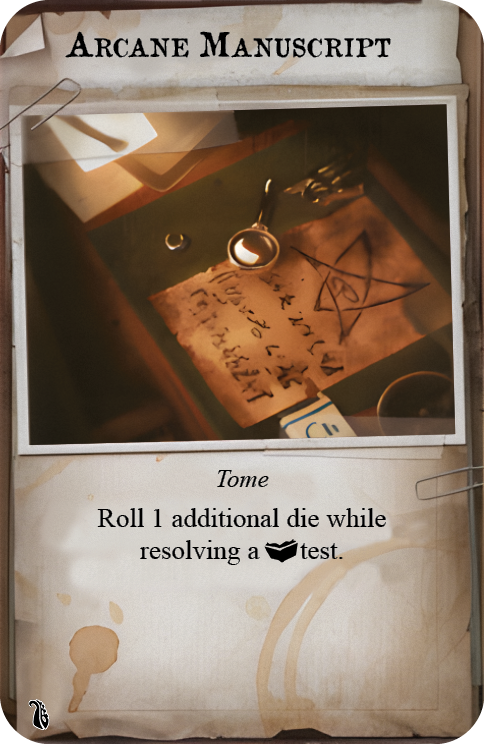 Arcane Manuscript
Tome
Roll 1 additional die while
resolving a test.